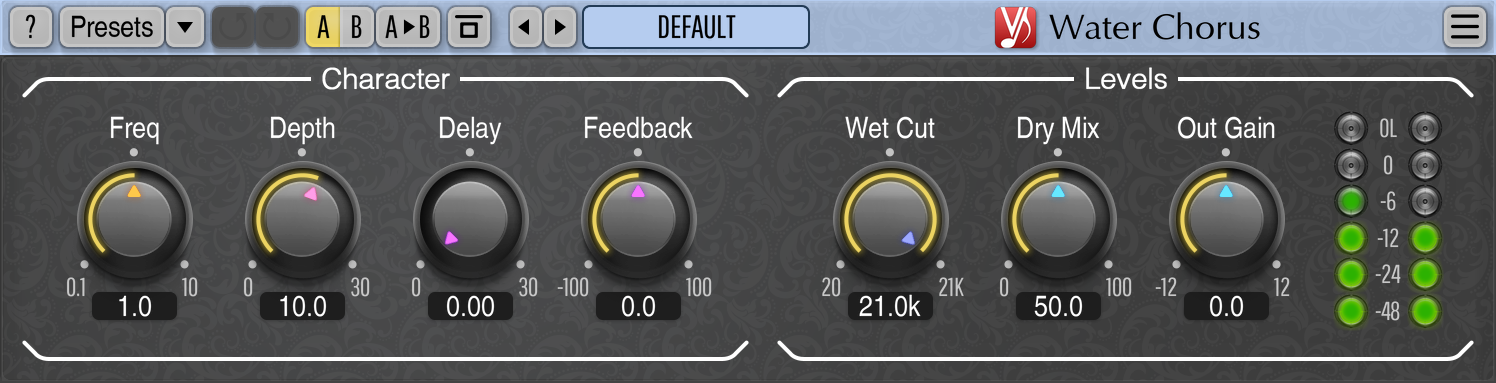 ? Presets A B A►B DEFAULT Water Chorus
Character
Freq Depth Delay Feedback
0.1 10 0 30 0 30 -100 100
1.0 10.0 0.00 0.0
Levels
Wet Cut Dry Mix Out Gain
20 21K 0 100 -12 12
21.0k 50.0 0.0
0L
0
-6
-12
-24
-48